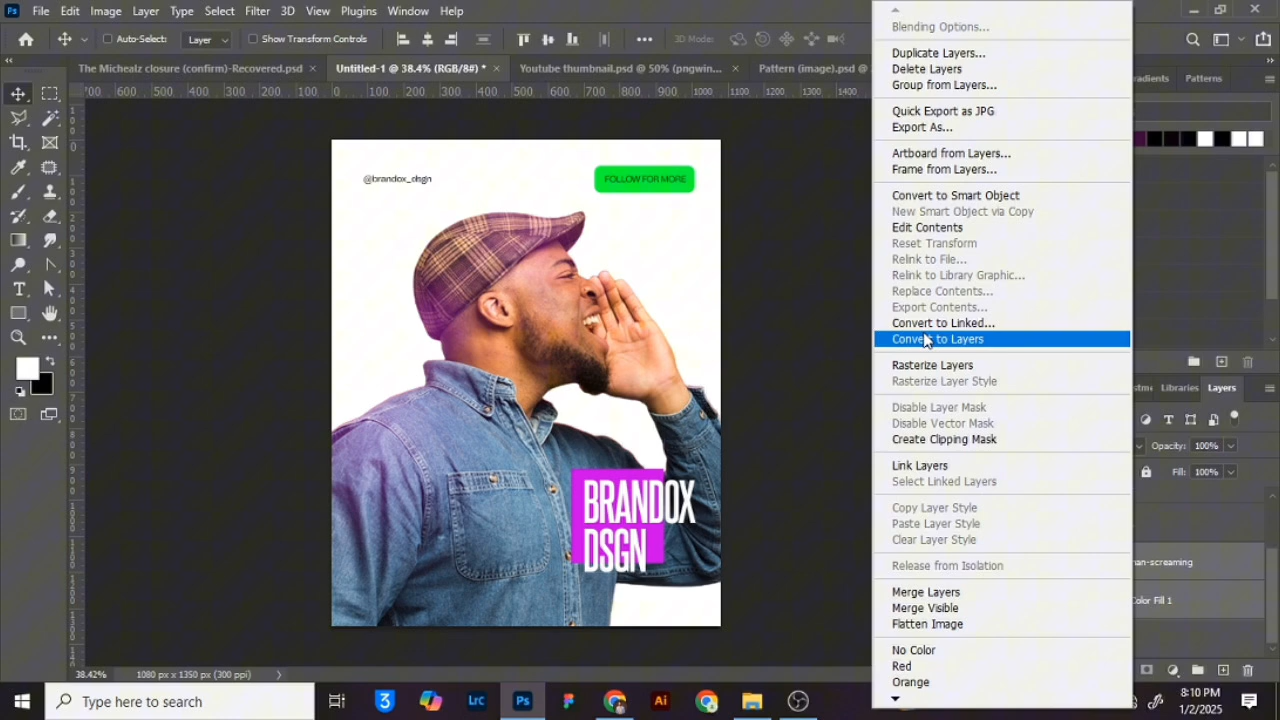 Ps File Edit Image Layer Type Select Filter 3D View Plugins Window Help
Auto-Select: Layer Show Transform Controls 3D Mode:
The Michealz closure (second)-Recovered.psd Untitled-1 @ 38.4% (RGB/8#) * Youtube thumbnail.psd @ 50% (pngwin... Pattern (image).psd @
@brandox_dsgn
FOLLOW FOR MORE
BRANDOX
DSGN
38.42% 1080 px x 1350 px (300 ppi)
Blending Options...
Duplicate Layers...
Delete Layers
Group from Layers...
Quick Export as JPG
Export As...
Artboard from Layers...
Frame from Layers...
Convert to Smart Object
New Smart Object via Copy
Edit Contents
Reset Transform
Relink to File...
Relink to Library Graphic...
Replace Contents...
Export Contents...
Convert to Linked...
Convert to Layers
Rasterize Layers
Rasterize Layer Style
Disable Layer Mask
Disable Vector Mask
Create Clipping Mask
Link Layers
Select Linked Layers
Copy Layer Style
Paste Layer Style
Clear Layer Style
Release from Isolation
Merge Layers
Merge Visible
Flatten Image
No Color
Red
Orange
Patterns
Libraries Layers
Opacity: 100%
Fill: 100%
Color Fill 1
Type here to search
8:10 PM
1/2/2025